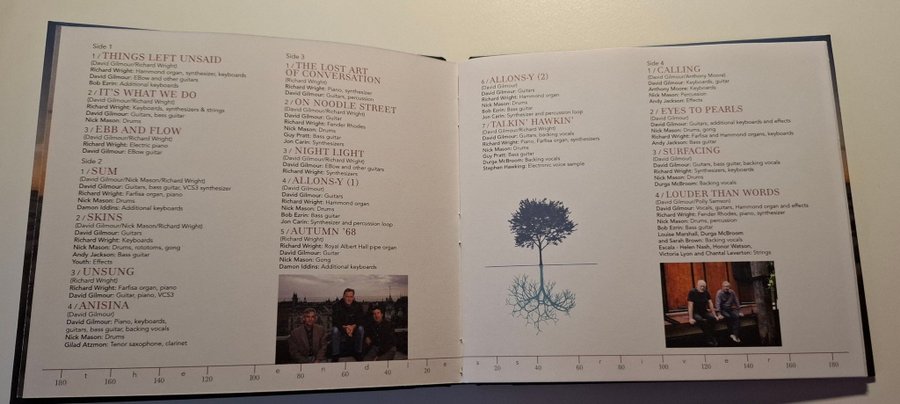 Side 1
1 / THINGS LEFT UNSAID
(David Gilmour/Richard Wright)
Richard Wright: Hammond organ, synthesizer, keyboards
David Gilmour: EBow and other guitars
Bob Ezrin: Additional keyboards
2 / IT'S WHAT WE DO
(David Gilmour/Richard Wright)
Richard Wright: Keyboards, synthesizers & strings
David Gilmour: Guitars, bass guitar
Nick Mason: Drums
3 / EBB AND FLOW
(David Gilmour/Richard Wright)
Richard Wright: Electric piano
David Gilmour: EBow guitar
Side 2
1 / SUM
(David Gilmour/Nick Mason/Richard Wright)
David Gilmour: Guitars, bass guitar, VCS3 synthesizer
Richard Wright: Farfisa organ, piano
Nick Mason: Drums
Damon Iddins: Additional keyboards
2 / SKINS
(David Gilmour/Nick Mason/Richard Wright)
David Gilmour: Guitars
Richard Wright: Keyboards
Nick Mason: Drums, rototoms, gong
Andy Jackson: Bass guitar
Youth: Effects
3 / UNSUNG
(Richard Wright)
Richard Wright: Farfisa organ, piano
David Gilmour: Guitar, piano, VCS3
4 / ANISINA
(David Gilmour)
David Gilmour: Piano, keyboards,
guitars, bass guitar, backing vocals
Nick Mason: Drums
Gilad Atzmon: Tenor saxophone, clarinet
Side 3
1 / THE LOST ART
OF CONVERSATION
(Richard Wright)
Richard Wright: Piano, synthesizer
David Gilmour: Guitars, percussion
2 / ON NOODLE STREET
(David Gilmour/Richard Wright)
David Gilmour: Guitar
Richard Wright: Fender Rhodes
Nick Mason: Drums
Guy Pratt: Bass guitar
Jon Carin: Synthesizers
3 / NIGHT LIGHT
(David Gilmour/Richard Wright)
David Gilmour: EBow and other guitars
Richard Wright: Synthesizers
4 / ALLONS-Y (1)
(David Gilmour)
David Gilmour: Guitars
Richard Wright: Hammond organ
Nick Mason: Drums
Bob Ezrin: Bass guitar
Jon Carin: Synthesizer and percussion loop
5 / AUTUMN '68
(Richard Wright)
Richard Wright: Royal Albert Hall pipe organ
David Gilmour: Guitars
Nick Mason: Gong
Damon Iddins: Additional keyboards
6 / ALLONS-Y (2)
(David Gilmour)
David Gilmour: Guitars
Richard Wright: Hammond organ
Nick Mason: Drums
Bob Ezrin: Bass guitar
Jon Carin: Synthesizer and percussion loop
7 / TALKIN' HAWKIN'
(David Gilmour/Richard Wright)
David Gilmour: Guitars, backing vocals
Richard Wright: Piano, Farfisa organ, synthesizers
Nick Mason: Drums
Guy Pratt: Bass guitar
Durga McBroom: Backing vocals
Stephen Hawking: Electronic voice sample
Side 4
1 / CALLING
(David Gilmour/Anthony Moore)
David Gilmour: Keyboards, guitar
Anthony Moore: Keyboards
Nick Mason: Percussion
Andy Jackson: Effects
2 / EYES TO PEARLS
(David Gilmour)
David Gilmour: Guitars; additional keyboards and effects
Nick Mason: Drums, gong
Richard Wright: Farfisa and Hammond organs, keyboards
Andy Jackson: Bass guitar
3 / SURFACING
(David Gilmour)
David Gilmour: Guitars, bass guitar, backing vocals
Richard Wright: Synthesizers, keyboards
Nick Mason: Drums
Durga McBroom: Backing vocals
4 / LOUDER THAN WORDS
(David Gilmour/Polly Samson)
David Gilmour: Vocals, guitars, Hammond organ and effects
Richard Wright: Fender Rhodes, piano, synthesizer
Nick Mason: Drums, percussion
Bob Ezrin: Bass guitar
Louise Marshall, Durga McBroom
and Sarah Brown: Backing vocals
Escala - Helen Nash, Honor Watson,
Victoria Lyon and Chantal Leverton: Strings
t h e e n d l e s s r i v e r
180 160 140 120 100 80 60 40 20 20 40 60 80 100 120 140 160 180